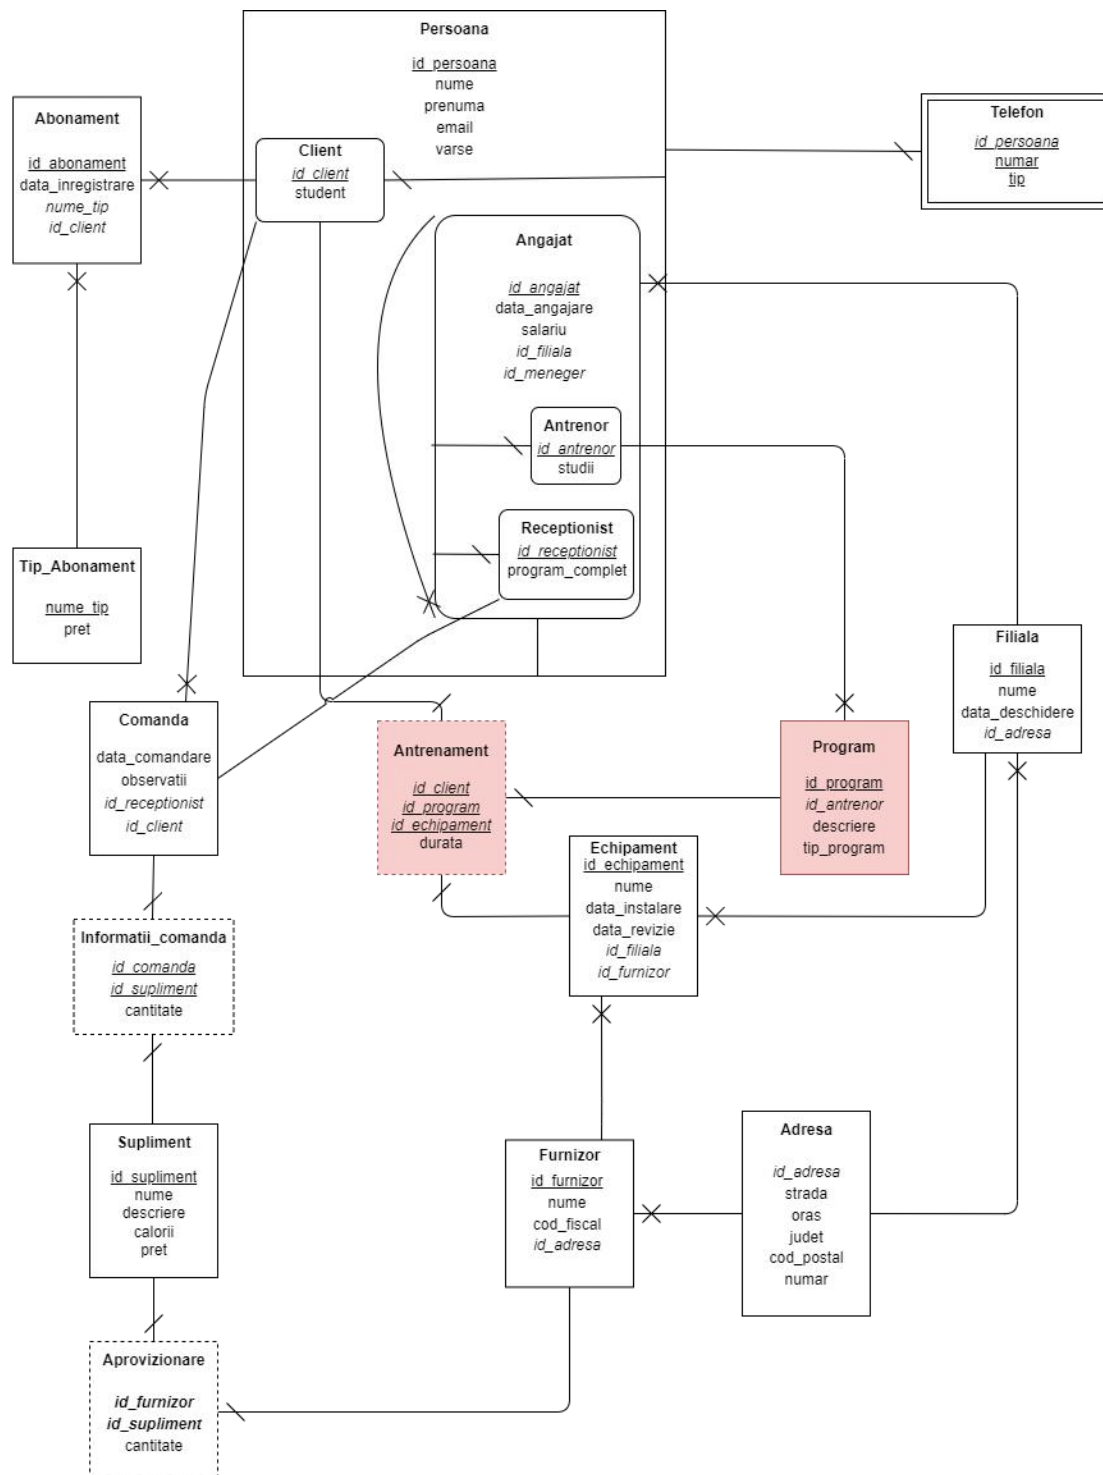 Persoana
id_persoana
nume
prenuma
email
varse
Abonament
id_abonament
data_inregistrare
nume_tip
id_client
Client
id_client
student
Telefon
id_persoana
numar
tip
Angajat
id_angajat
data_angajare
salariu
id_filiala
id_meneger
Antrenor
id_antrenor
studii
Receptionist
id_receptionist
program_complet
Tip_Abonament
nume_tip
pret
Filiala
id_filiala
nume
data_deschidere
id_adresa
Comanda
data_comandare
observatii
id_receptionist
id_client
Antrenament
id_client
id_program
id_echipament
durata
Program
id_program
id_antrenor
descriere
tip_program
Echipament
id_echipament
nume
data_instalare
data_revizie
id_filiala
id_furnizor
Informatii_comanda
id_comanda
id_supliment
cantitate
Supliment
id_supliment
nume
descriere
calorii
pret
Furnizor
id_furnizor
nume
cod_fiscal
id_adresa
Adresa
id_adresa
strada
oras
judet
cod_postal
numar
Aprovizionare
id_furnizor
id_supliment
cantitate